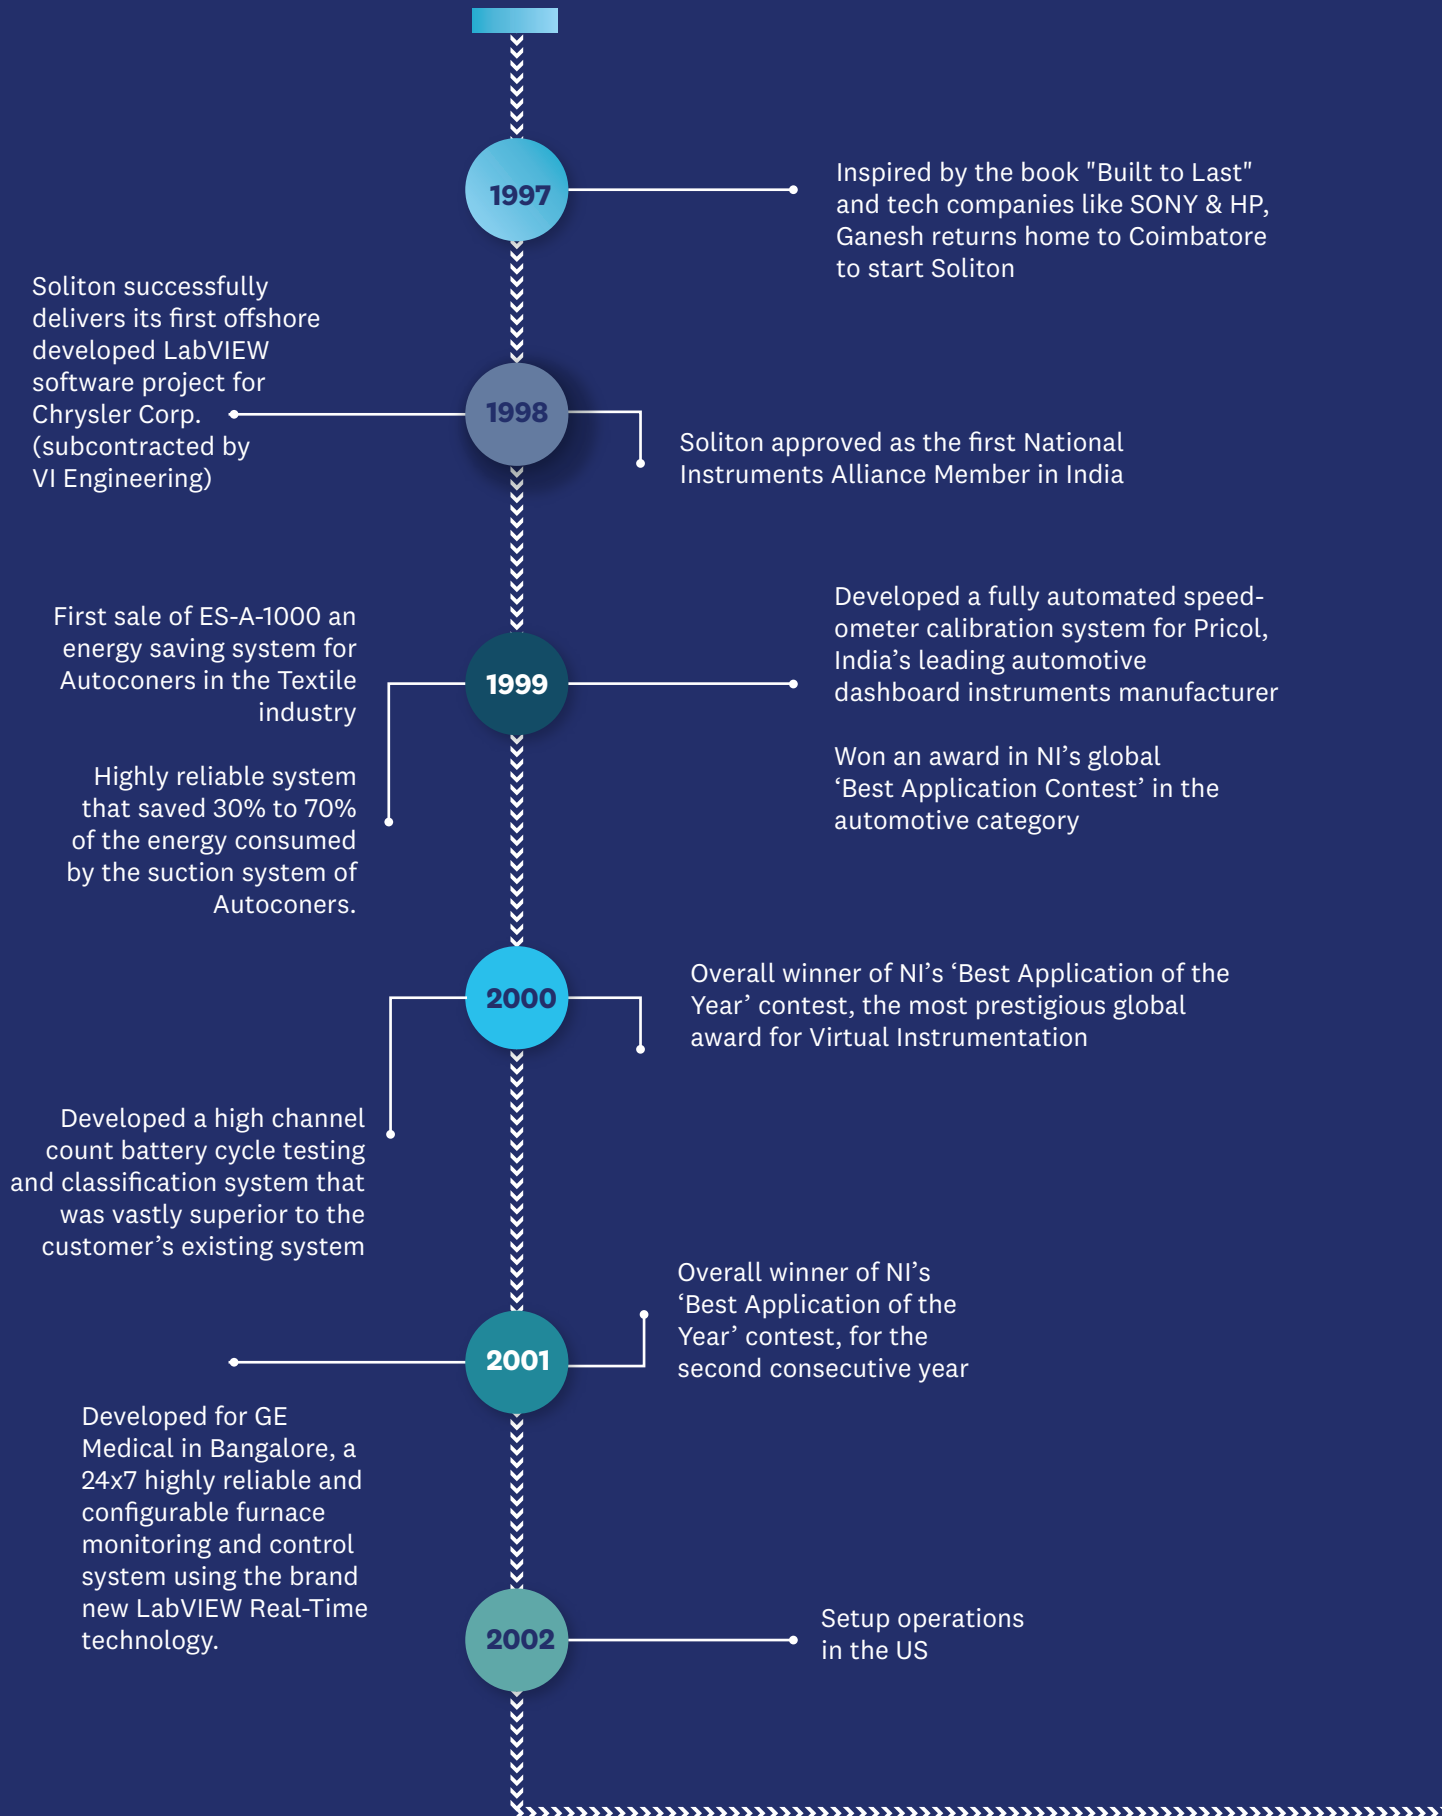 1997
Inspired by the book "Built to Last"
and tech companies like SONY & HP,
Ganesh returns home to Coimbatore
to start Soliton
Soliton successfully
delivers its first offshore
developed LabVIEW
software project for
Chrysler Corp.
(subcontracted by
VI Engineering)
1998
Soliton approved as the first National
Instruments Alliance Member in India
First sale of ES-A-1000 an
energy saving system for
Autoconers in the Textile
industry
Highly reliable system
that saved 30% to 70%
of the energy consumed
by the suction system of
Autoconers.
1999
Developed a fully automated speed-
ometer calibration system for Pricol,
India’s leading automotive
dashboard instruments manufacturer
Won an award in NI’s global
‘Best Application Contest’ in the
automotive category
2000
Overall winner of NI’s ‘Best Application of the
Year’ contest, the most prestigious global
award for Virtual Instrumentation
Developed a high channel
count battery cycle testing
and classification system that
was vastly superior to the
customer’s existing system
2001
Overall winner of NI’s
‘Best Application of the
Year’ contest, for the
second consecutive year
Developed for GE
Medical in Bangalore, a
24x7 highly reliable and
configurable furnace
monitoring and control
system using the brand
new LabVIEW Real-Time
technology.
2002
Setup operations
in the US